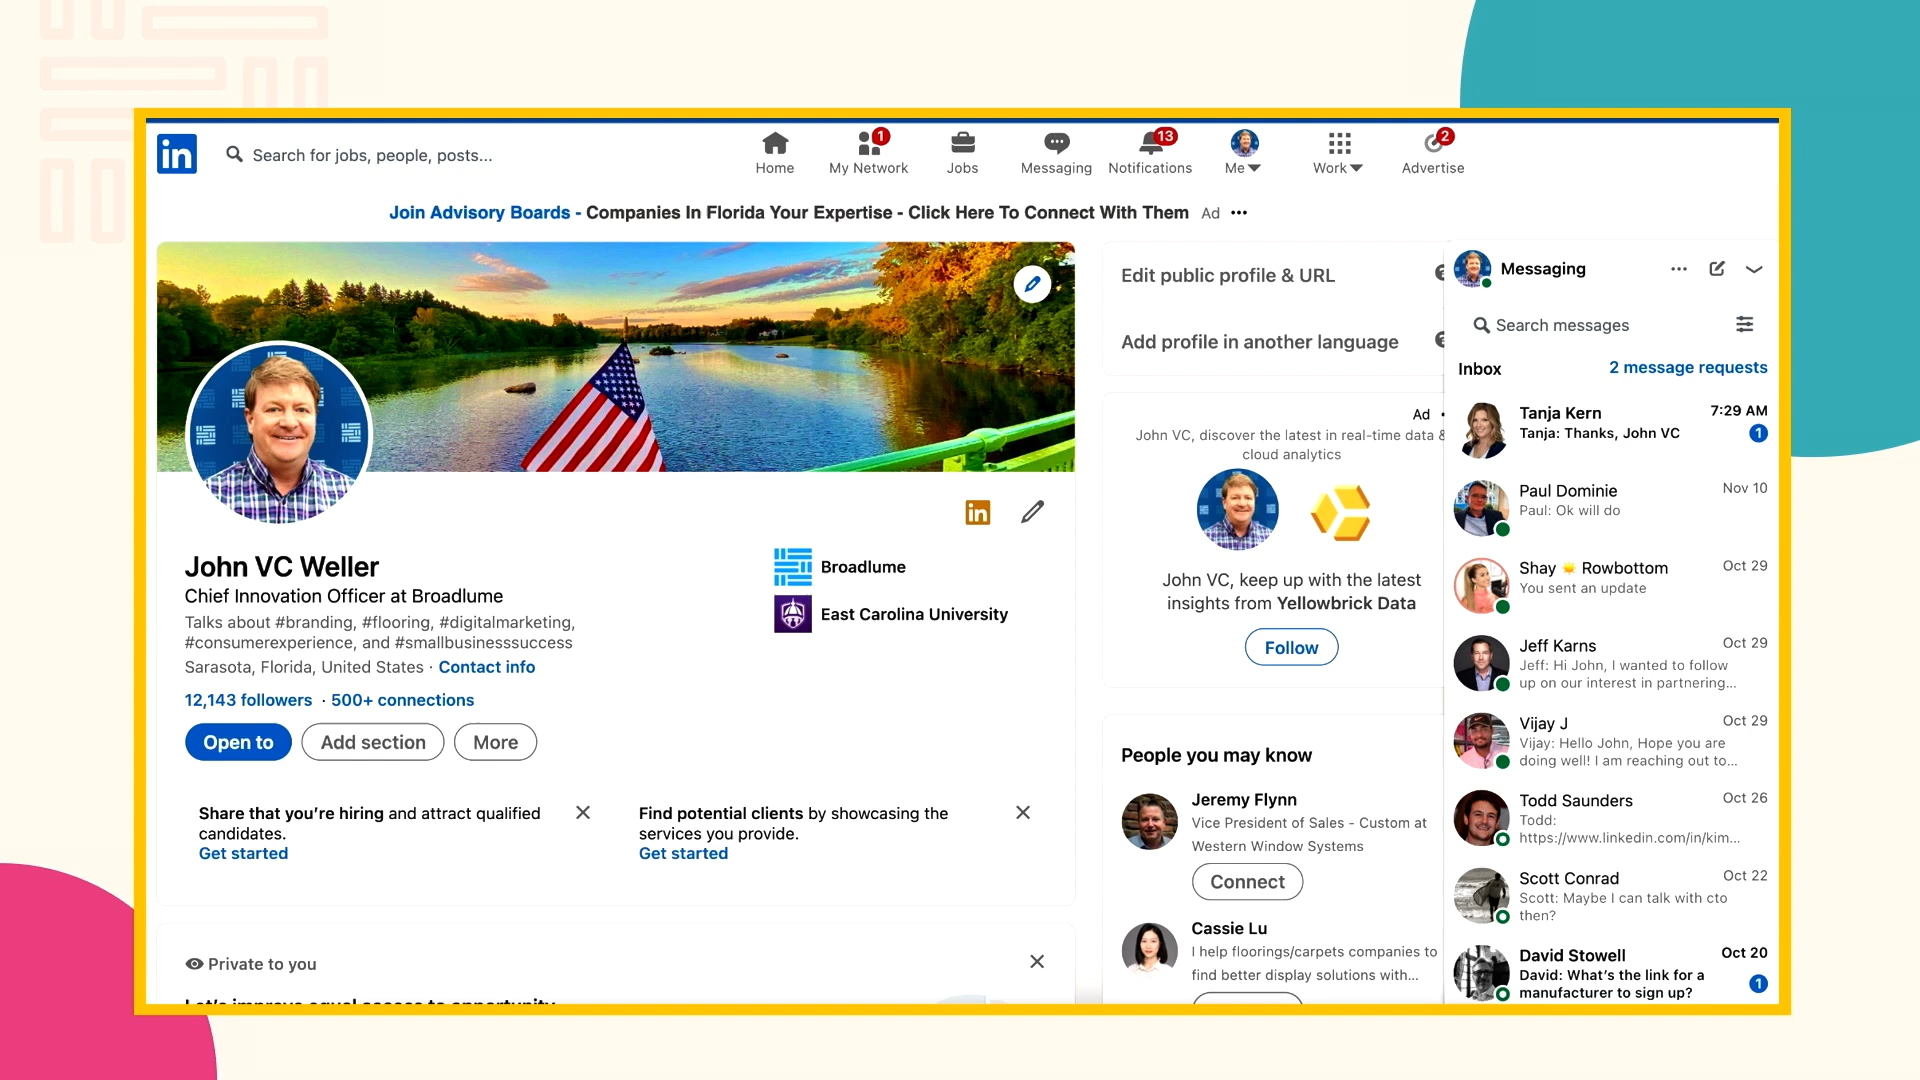 in
Search for jobs, people, posts...
Home
1
My Network
Jobs
Messaging
13
Notifications
Me
Work
2
Advertise
Join Advisory Boards - Companies In Florida Your Expertise - Click Here To Connect With Them Ad •••
in
John VC Weller
Chief Innovation Officer at Broadlume
Talks about #branding, #flooring, #digitalmarketing,
#consumerexperience, and #smallbusinesssuccess
Sarasota, Florida, United States · Contact info
12,143 followers · 500+ connections
Open to
Add section
More
Broadlume
East Carolina University
Share that you're hiring and attract qualified
candidates.
Get started
Find potential clients by showcasing the
services you provide.
Get started
Private to you
Let's improve equal access to opportunity
Edit public profile & URL
Add profile in another language
Ad
John VC, discover the latest in real-time data &
cloud analytics
John VC, keep up with the latest
insights from Yellowbrick Data
Follow
People you may know
Jeremy Flynn
Vice President of Sales - Custom at
Western Window Systems
Connect
Cassie Lu
I help floorings/carpets companies to
find better display solutions with...
Messaging
Search messages
Inbox
2 message requests
Tanja Kern
7:29 AM
Tanja: Thanks, John VC
1
Paul Dominie
Nov 10
Paul: Ok will do
Shay ☀️ Rowbottom
Oct 29
You sent an update
Jeff Karns
Oct 29
Jeff: Hi John, I wanted to follow
up on our interest in partnering...
Vijay J
Oct 29
Vijay: Hello John, Hope you are
doing well! I am reaching out to...
Todd Saunders
Oct 26
Todd:
https://www.linkedin.com/in/kim...
Scott Conrad
Oct 22
Scott: Maybe I can talk with cto
then?
David Stowell
Oct 20
David: What's the link for a
manufacturer to sign up?
1